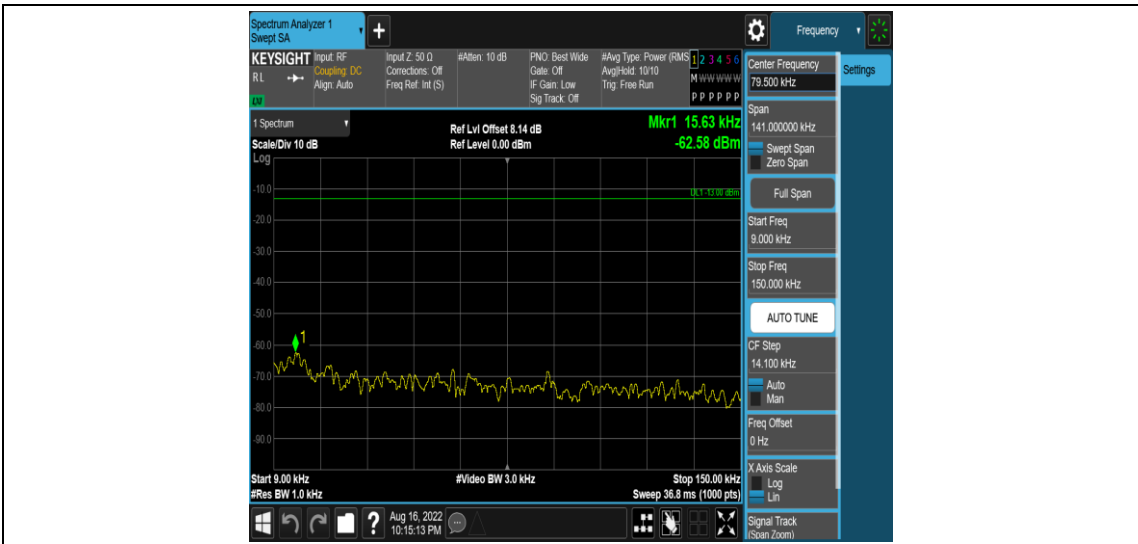 Spectrum Analyzer 1
Swept SA
+
Frequency
KEYSIGHT
RL
Input: RF
Coupling: DC
Align: Auto
Input Z: 50 Ω
Corrections: Off
Freq Ref: Int (S)
#Atten: 10 dB
PNO: Best Wide
Gate: Off
IF Gain: Low
Sig Track: Off
#Avg Type: Power (RMS
Avg|Hold: 10/10
Trig: Free Run
1 2 3 4 5 6
M W W W W W
P P P P P P
Center Frequency
79.500 kHz
Settings
Span
141.000000 kHz
Swept Span
Zero Span
Full Span
Start Freq
9.000 kHz
Stop Freq
150.000 kHz
AUTO TUNE
CF Step
14.100 kHz
Auto
Man
Freq Offset
0 Hz
X Axis Scale
Log
Lin
Signal Track
(Span Zoom)
1 Spectrum
Scale/Div 10 dB
Log
Ref Lvl Offset 8.14 dB
Ref Level 0.00 dBm
Mkr1 15.63 kHz
-62.58 dBm
DL1 -13.00 dBm
-10.0
-20.0
-30.0
-40.0
-50.0
-60.0
-70.0
-80.0
-90.0
1
Start 9.00 kHz
#Res BW 1.0 kHz
#Video BW 3.0 kHz
Stop 150.00 kHz
Sweep 36.8 ms (1000 pts)
?
Aug 16, 2022
10:15:13 PM